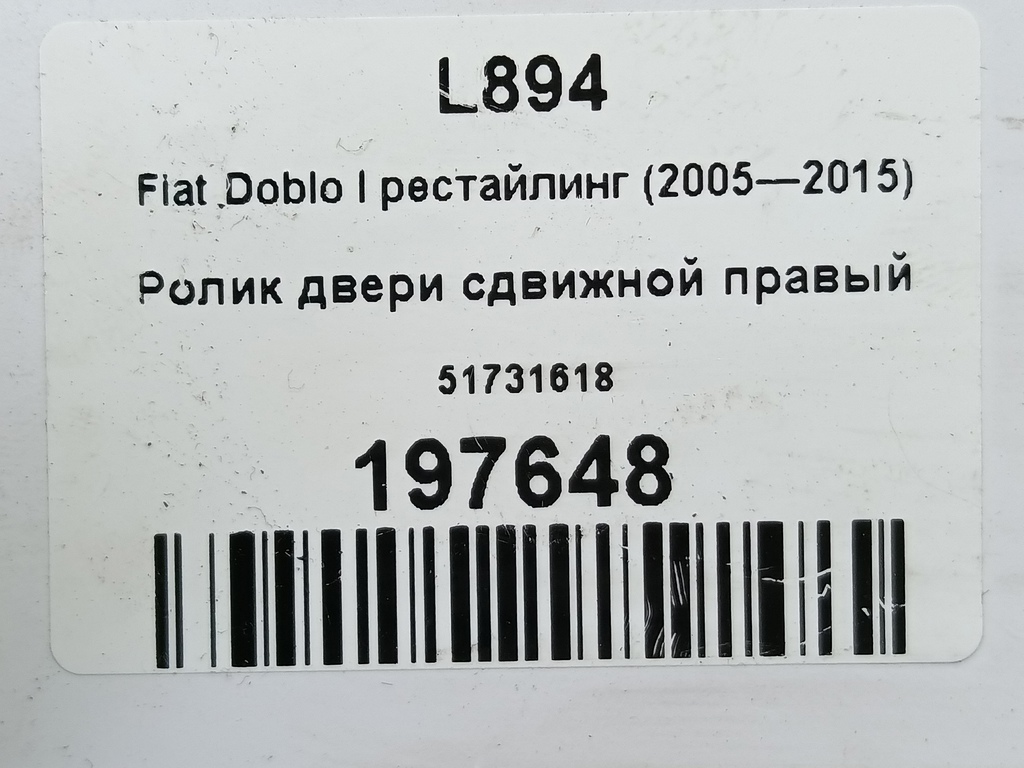 L894
Fiat Doblo I рестайлинг (2005—2015)
Ролик двери сдвижной правый
51731618
197648